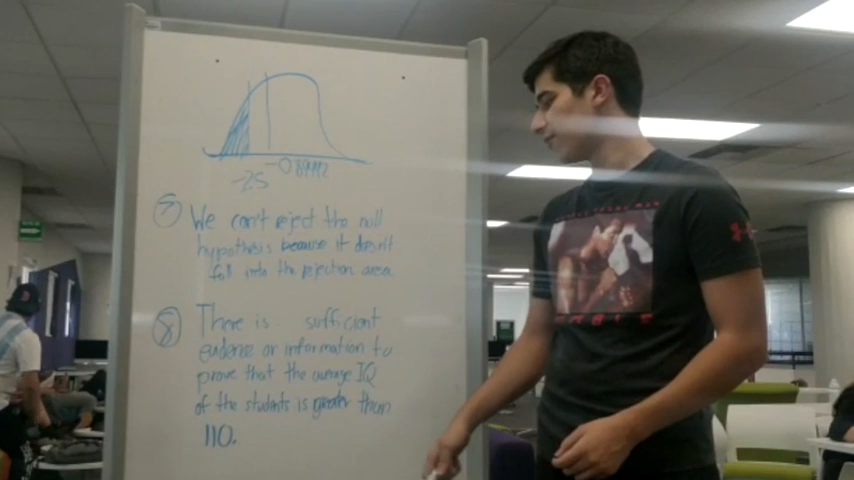 -2.5 -0.89442
⑦ We can't reject the null
hypothesis because it doesn't
fall into the rejection area
⑧ There is sufficient
evidence or information to
prove that the average IQ
of the students is greater than
110.